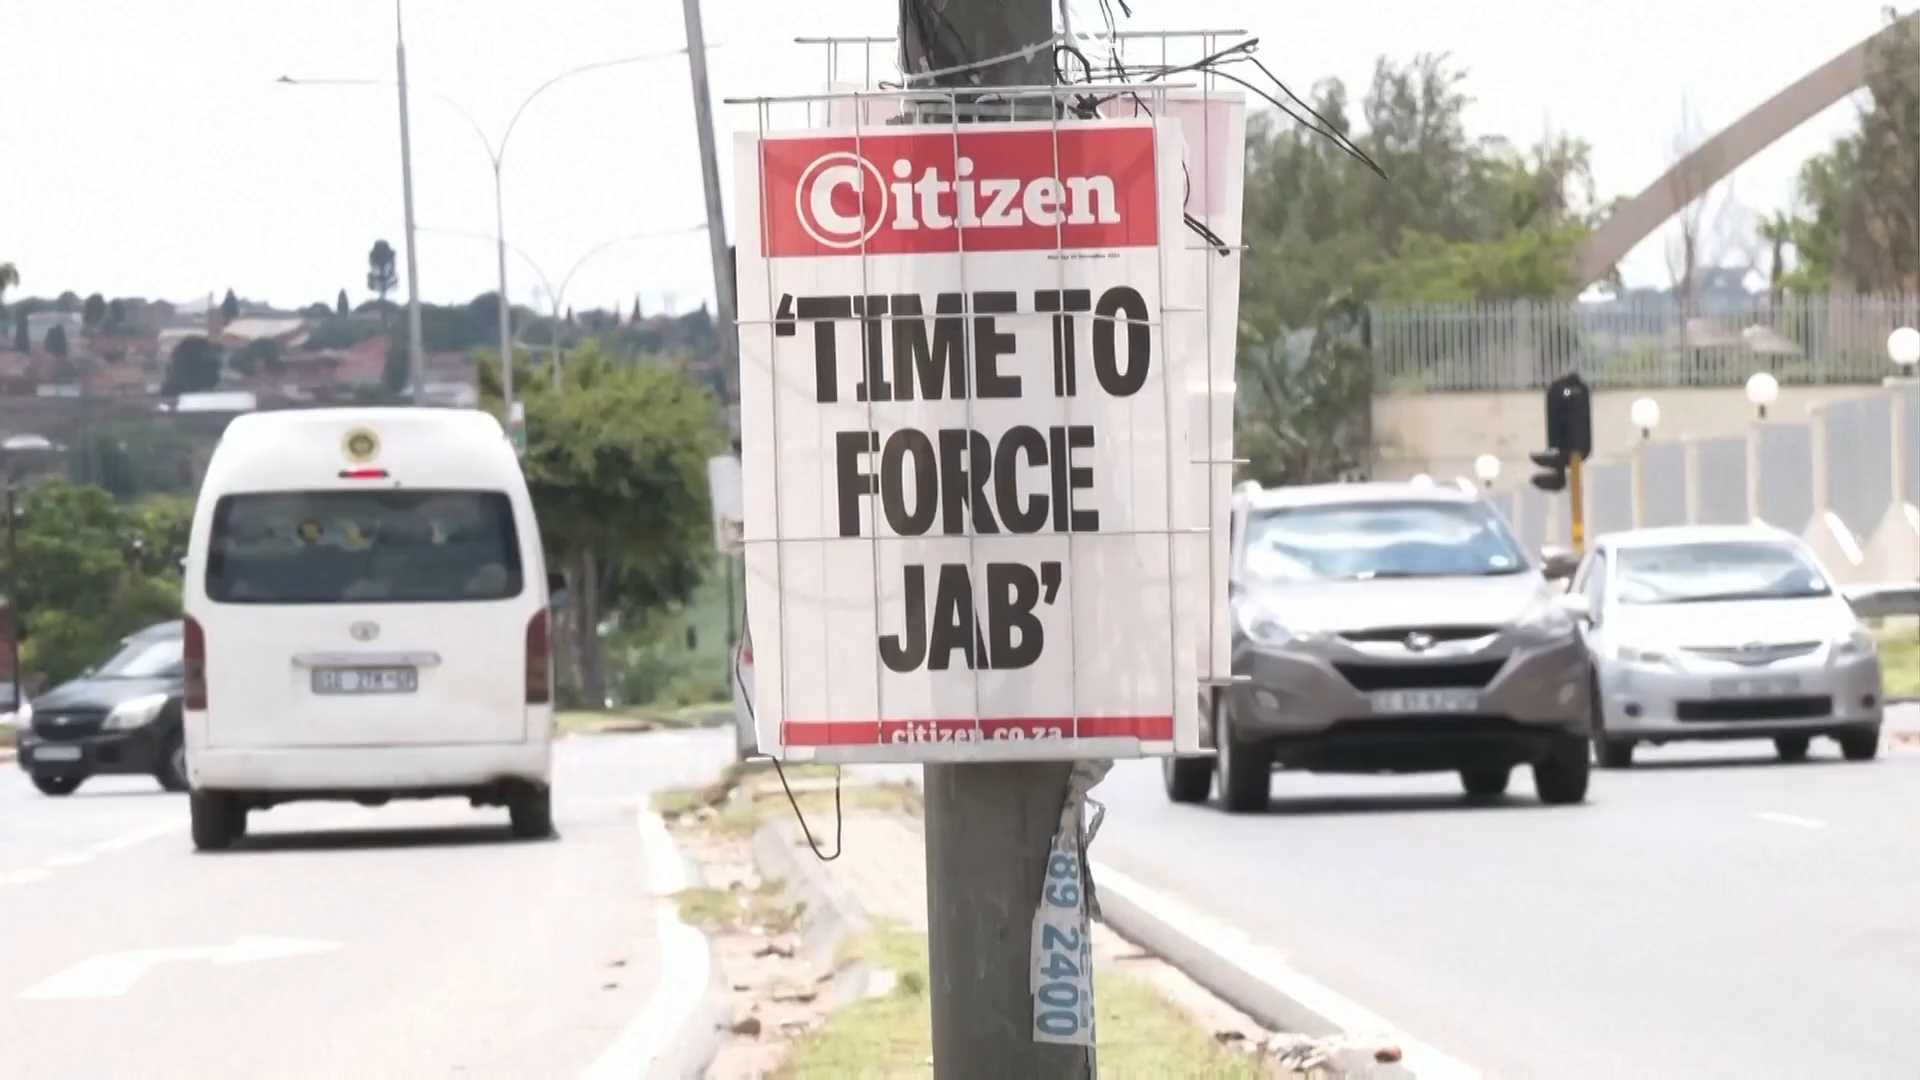 Citizen
‘TIME TO
FORCE
JAB’
citizen.co.za
89 2400